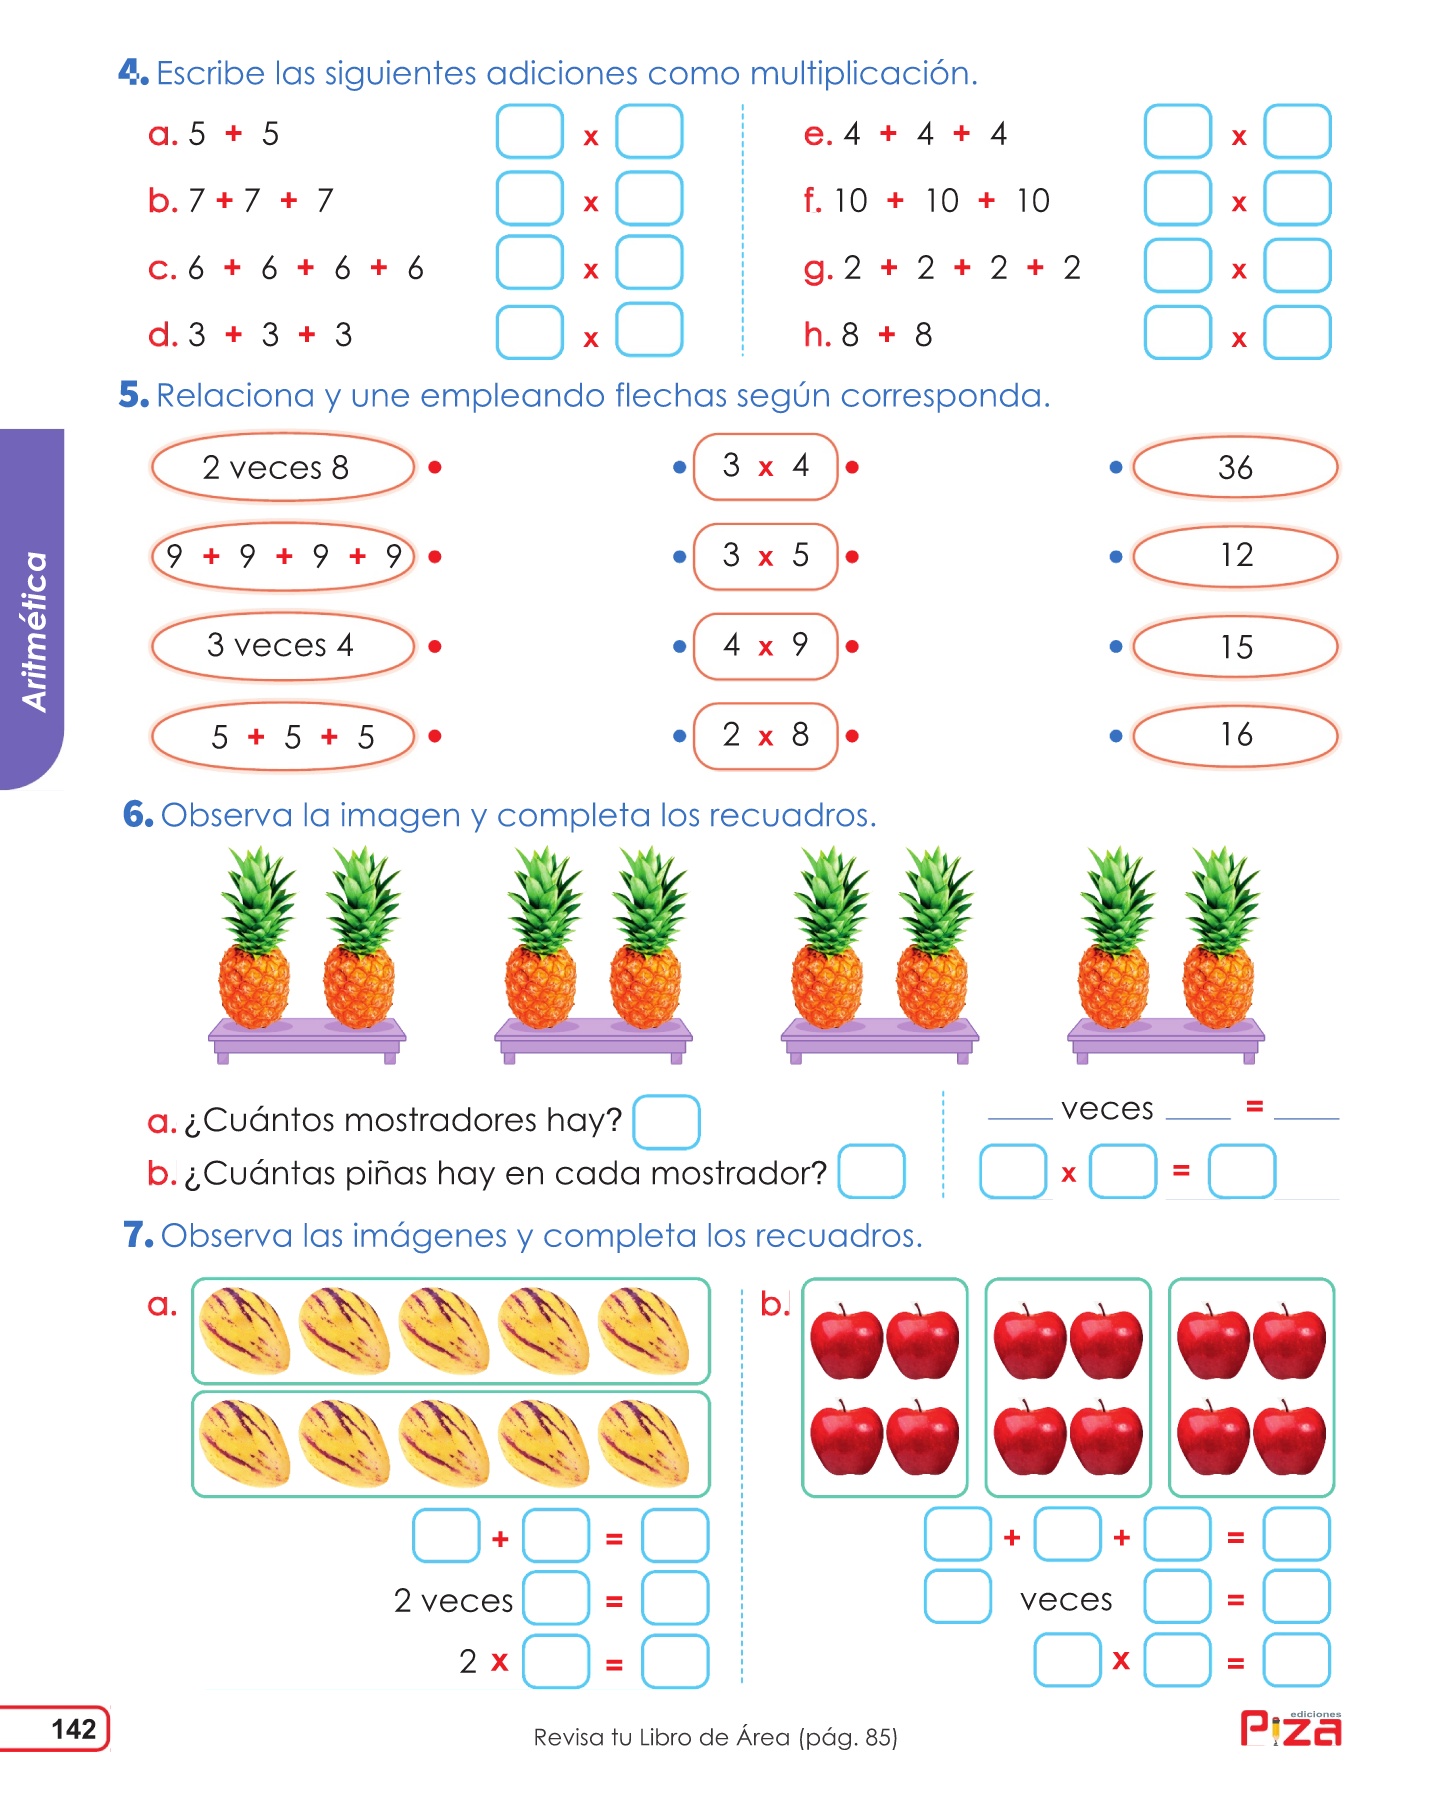 4. Escribe las siguientes adiciones como multiplicación.
a. 5 + 5 x
e. 4 + 4 + 4 x
b. 7 + 7 + 7 x
f. 10 + 10 + 10 x
c. 6 + 6 + 6 + 6 x
g. 2 + 2 + 2 + 2 x
d. 3 + 3 + 3 x
h. 8 + 8 x
5. Relaciona y une empleando flechas según corresponda.
2 veces 8 3 x 4 36
9 + 9 + 9 + 9 3 x 5 12
3 veces 4 4 x 9 15
5 + 5 + 5 2 x 8 16
Aritmética
6. Observa la imagen y completa los recuadros.
a. ¿Cuántos mostradores hay?
____ veces ____ = ____
b. ¿Cuántas piñas hay en cada mostrador?
x =
7. Observa las imágenes y completa los recuadros.
a.
b.
+ =
+ + =
2 veces =
veces =
2 x =
x =
142
Revisa tu Libro de Área (pág. 85)
ediciones
Piza